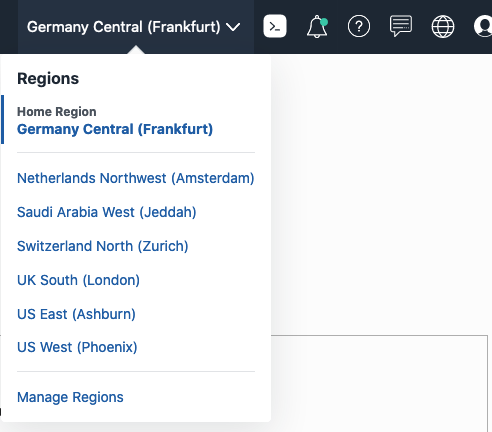 Germany Central (Frankfurt)
Regions
Home Region
Germany Central (Frankfurt)
Netherlands Northwest (Amsterdam)
Saudi Arabia West (Jeddah)
Switzerland North (Zurich)
UK South (London)
US East (Ashburn)
US West (Phoenix)
Manage Regions